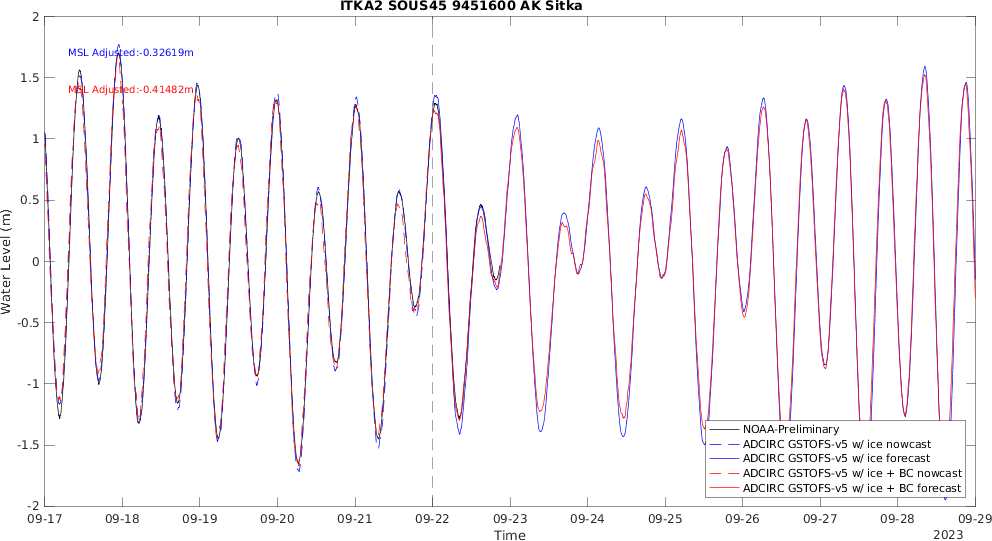 ITKA2 SOUS45 9451600 AK Sitka
MSL Adjusted:-0.32619m
MSL Adjusted:-0.41482m
Water Level (m)
2
1.5
1
0.5
0
-0.5
-1
-1.5
-2
NOAA-Preliminary
ADCIRC GSTOFS-v5 w/ ice nowcast
ADCIRC GSTOFS-v5 w/ ice forecast
ADCIRC GSTOFS-v5 w/ ice + BC nowcast
ADCIRC GSTOFS-v5 w/ ice + BC forecast
09-17 09-18 09-19 09-20 09-21 09-22 09-23 09-24 09-25 09-26 09-27 09-28 09-29
Time
2023